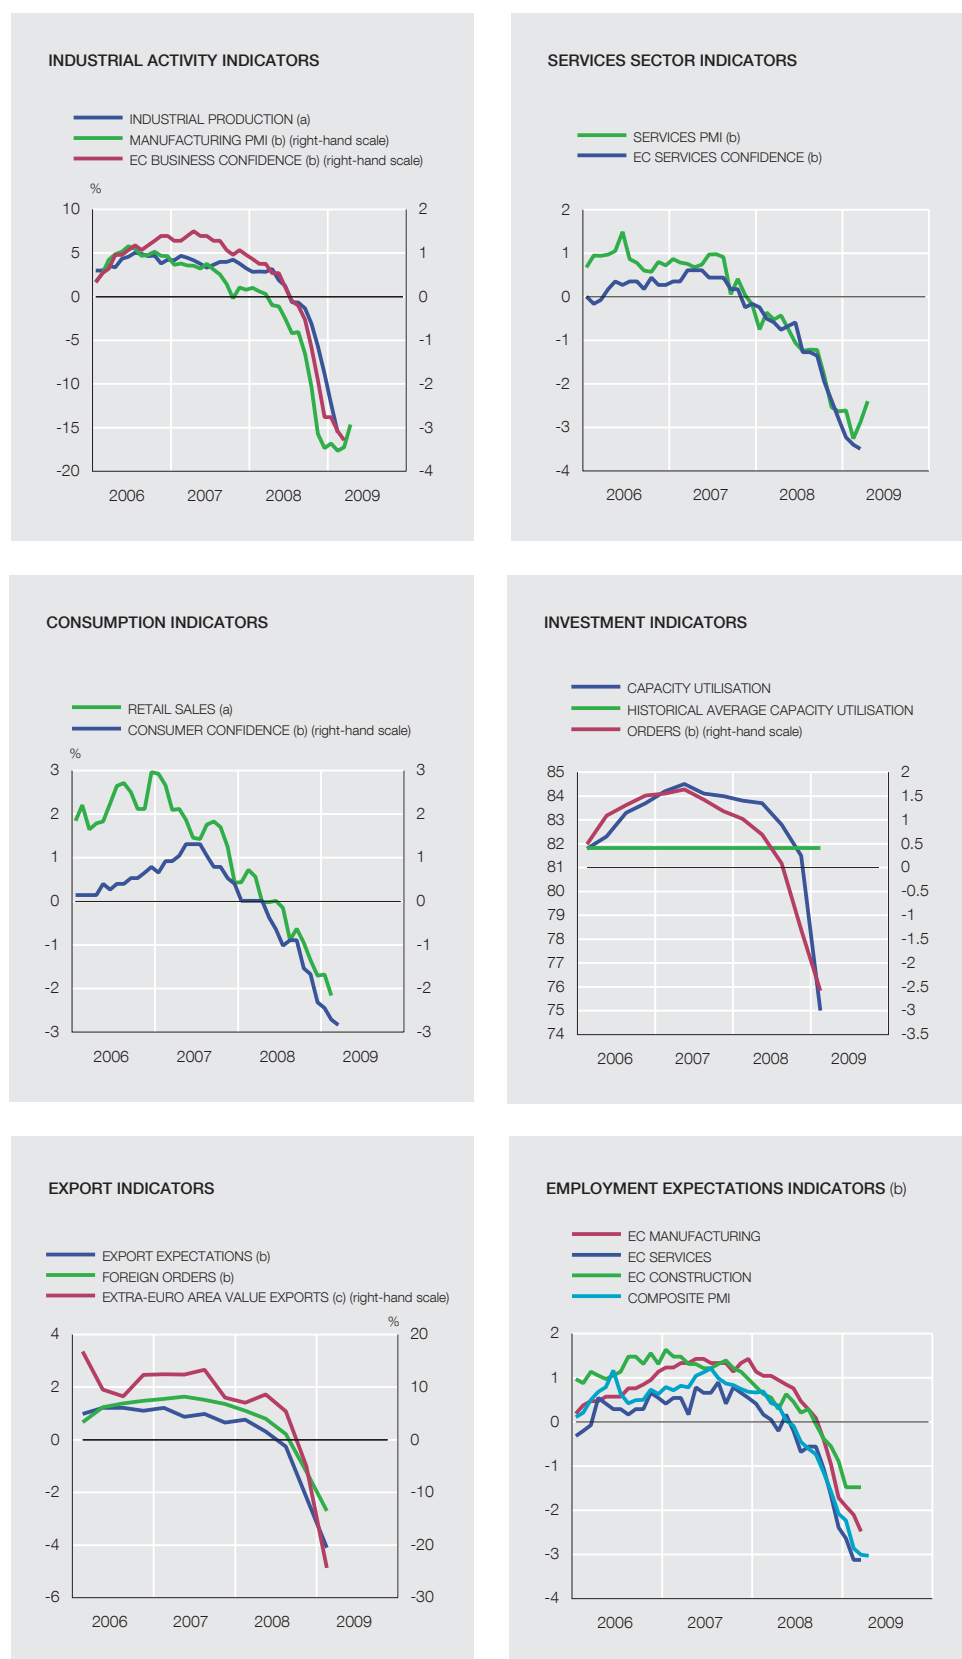 INDUSTRIAL ACTIVITY INDICATORS
INDUSTRIAL PRODUCTION (a)
MANUFACTURING PMI (b) (right-hand scale)
EC BUSINESS CONFIDENCE (b) (right-hand scale)
%
10 2
5 1
0 0
-5 -1
-10 -2
-15 -3
-20 -4
2006 2007 2008 2009
SERVICES SECTOR INDICATORS
SERVICES PMI (b)
EC SERVICES CONFIDENCE (b)
2
1
0
-1
-2
-3
-4
2006 2007 2008 2009
CONSUMPTION INDICATORS
RETAIL SALES (a)
CONSUMER CONFIDENCE (b) (right-hand scale)
%
3 3
2 2
1 1
0 0
-1 -1
-2 -2
-3 -3
2006 2007 2008 2009
INVESTMENT INDICATORS
CAPACITY UTILISATION
HISTORICAL AVERAGE CAPACITY UTILISATION
ORDERS (b) (right-hand scale)
85 2
84 1.5
83 1
82 0.5
81 0
80 -0.5
79 -1
78 -1.5
77 -2
76 -2.5
75 -3
74 -3.5
2006 2007 2008 2009
EXPORT INDICATORS
EXPORT EXPECTATIONS (b)
FOREIGN ORDERS (b)
EXTRA-EURO AREA VALUE EXPORTS (c) (right-hand scale)
%
4 20
2 10
0 0
-2 -10
-4 -20
-6 -30
2006 2007 2008 2009
EMPLOYMENT EXPECTATIONS INDICATORS (b)
EC MANUFACTURING
EC SERVICES
EC CONSTRUCTION
COMPOSITE PMI
2
1
0
-1
-2
-3
-4
2006 2007 2008 2009